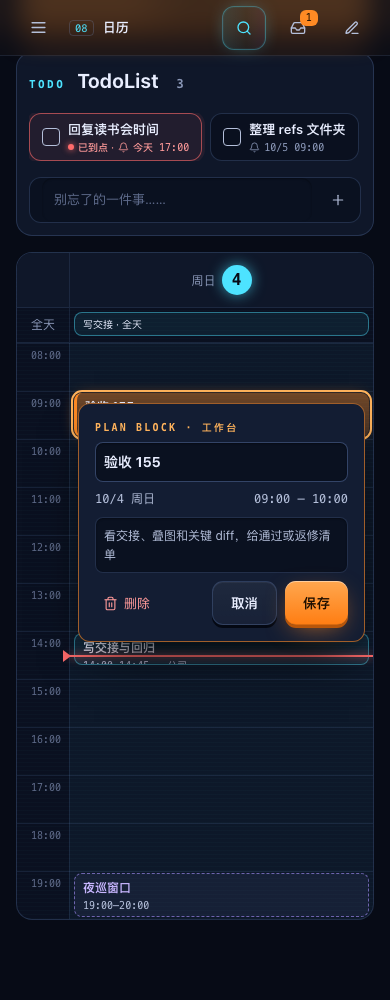 08 日历
1
TODO TodoList 3
回复读书会时间
已到点 · 今天 17:00
整理 refs 文件夹
10/5 09:00
别忘了的一件事……
周日 4
全天
写交接 · 全天
08:00
09:00
10:00
11:00
12:00
13:00
14:00
15:00
16:00
17:00
18:00
19:00
验收 155
PLAN BLOCK · 工作台
验收 155
10/4 周日
09:00 — 10:00
看交接、叠图和关键 diff，给通过或返修清
单
删除
取消
保存
写交接与回归
夜巡窗口
19:00—20:00